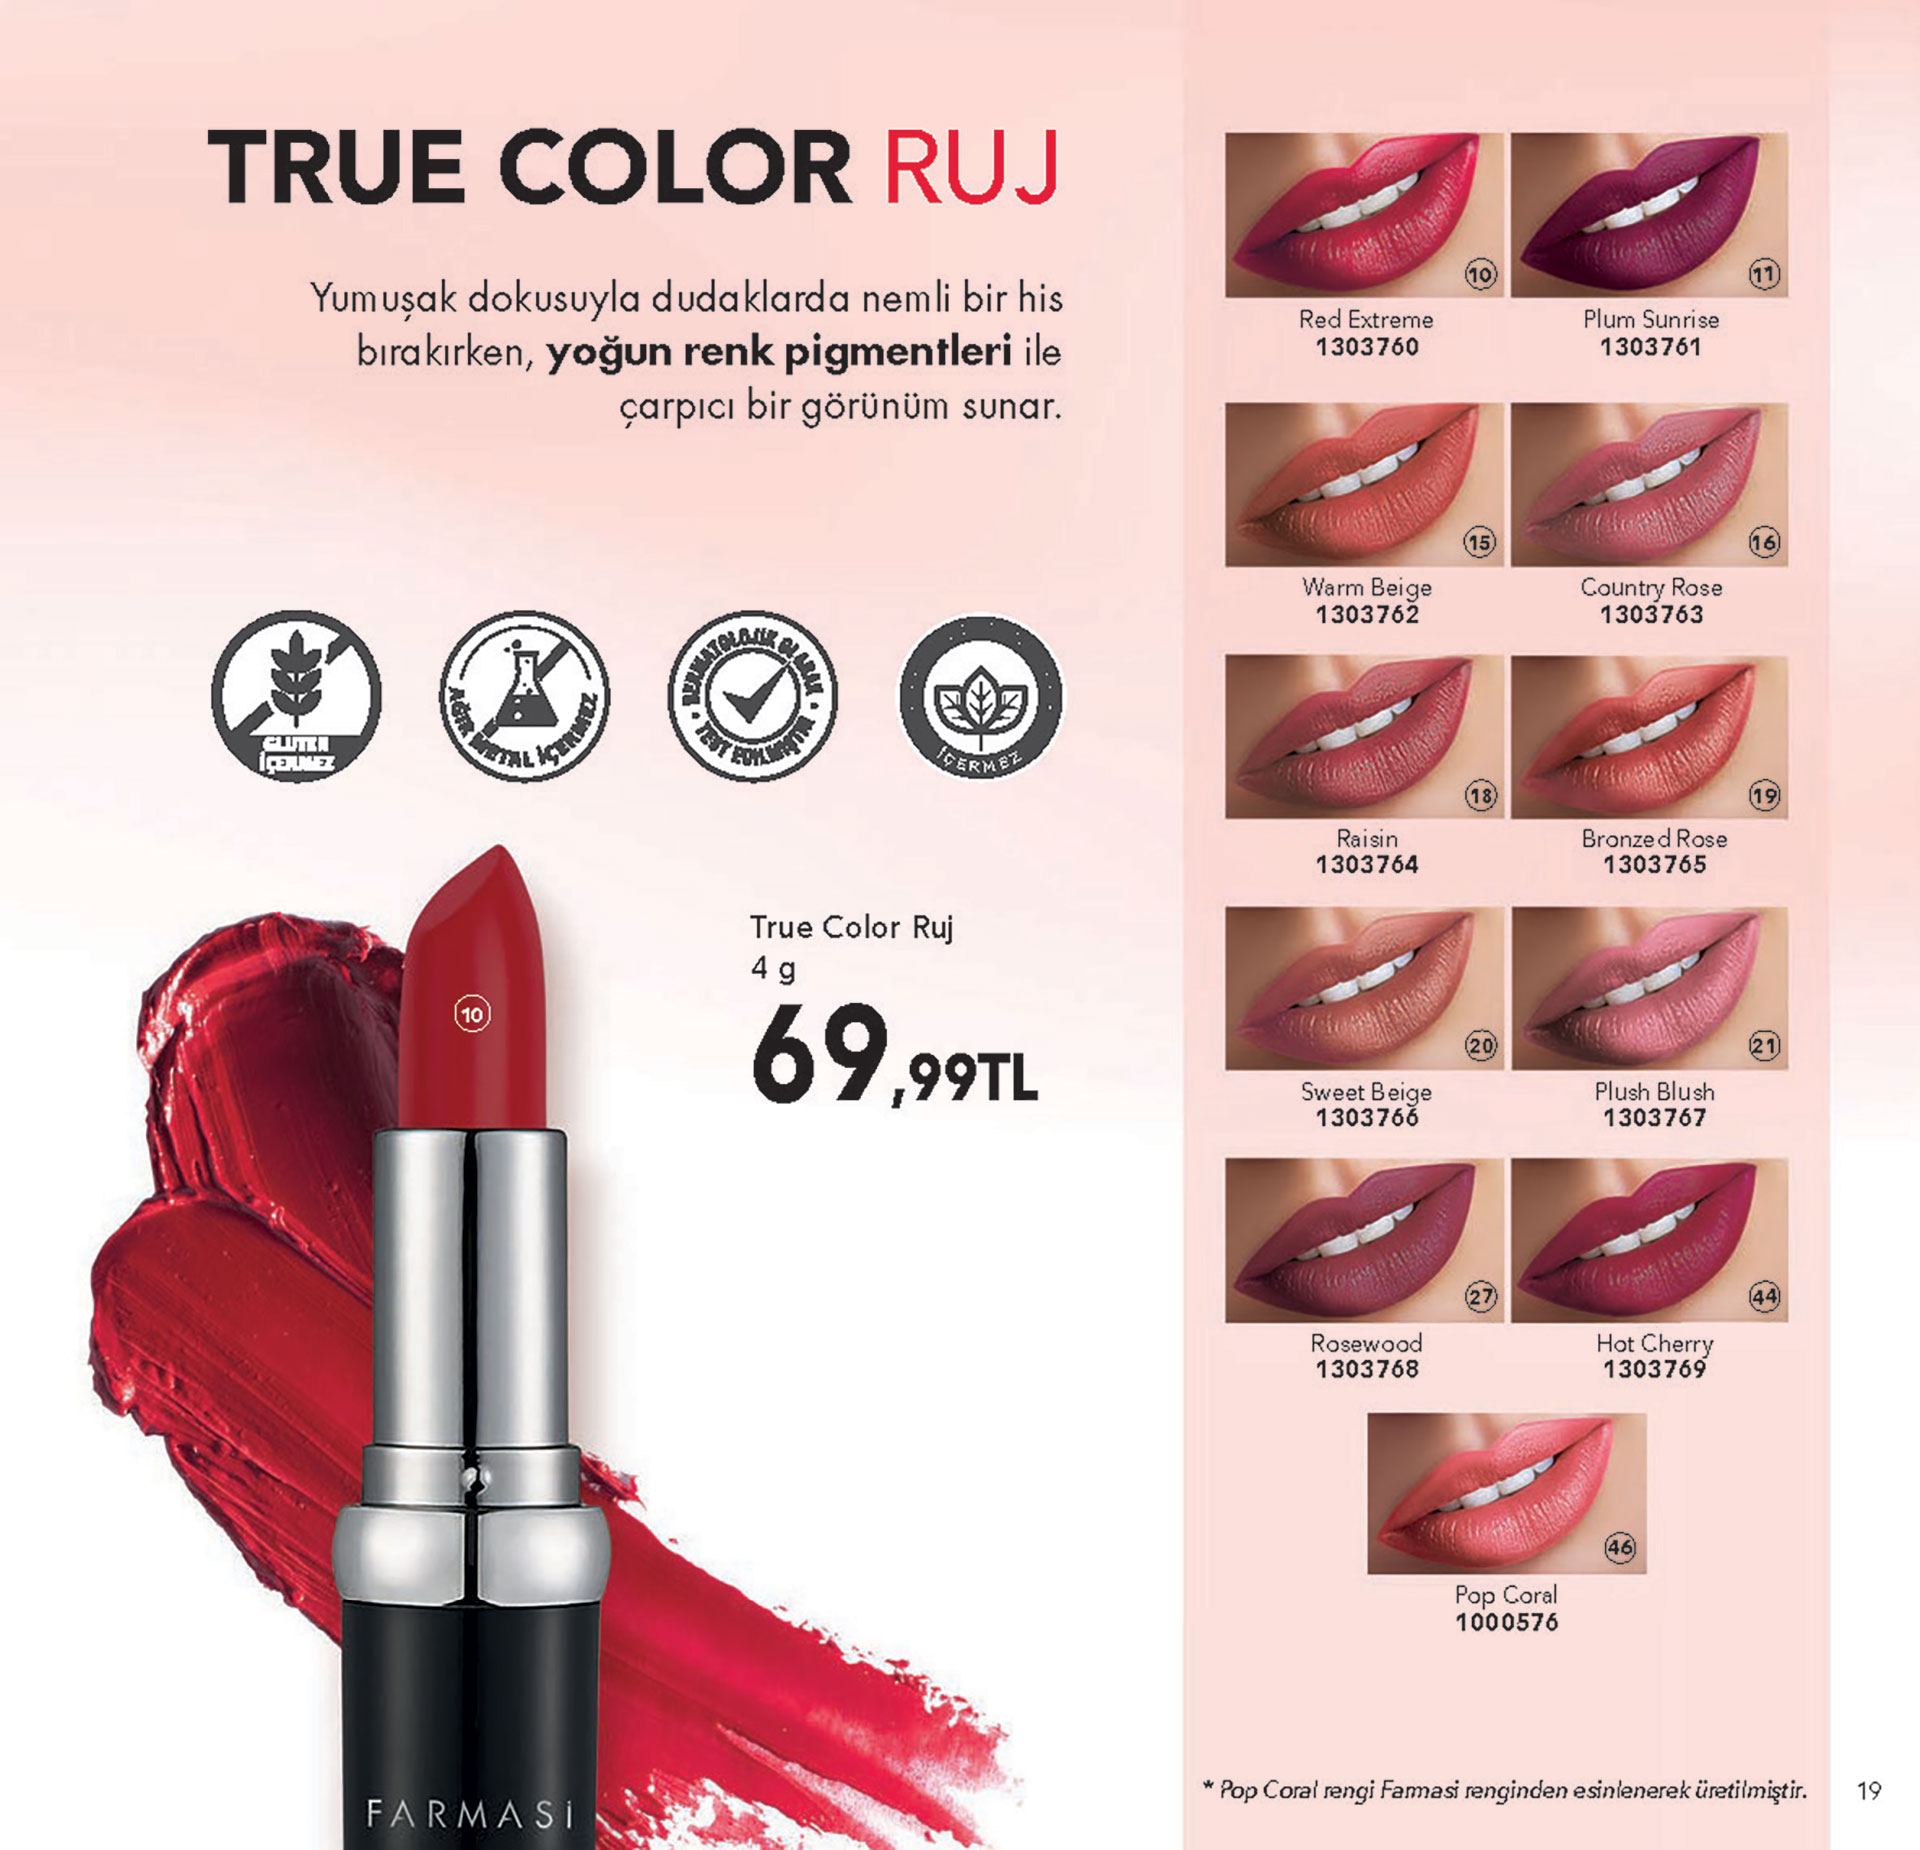 TRUE COLOR RUJ
Yumuşak dokusuyla dudaklarda nemli bir his
bırakırken, yoğun renk pigmentleri ile
çarpıcı bir görünüm sunar.
GLUTEN
İÇERMEZ
AĞIR METAL İÇERMEZ
DERMATOLOJİK OLARAK
TEST EDİLMİŞTİR
İÇERMEZ
10
True Color Ruj
4 g
69,99TL
FARMASi
10
11
Red Extreme
1303760
Plum Sunrise
1303761
15
16
Warm Beige
1303762
Country Rose
1303763
18
19
Raisin
1303764
Bronzed Rose
1303765
20
21
Sweet Beige
1303766
Plush Blush
1303767
27
44
Rosewood
1303768
Hot Cherry
1303769
46
Pop Coral
1000576
* Pop Coral rengi Farmasi renginden esinlenerek üretilmiştir.
19